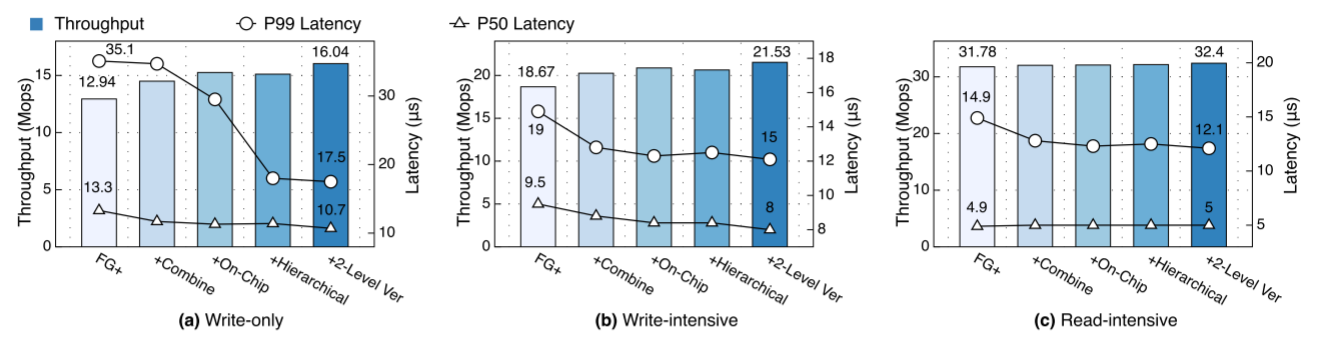 Throughput P99 Latency P50 Latency
Throughput (Mops)
15
10
5
0
35.1
12.94
13.3
16.04
17.5
10.7
30
20
10
Latency (µs)
FG+
+Combine
+On-Chip
+Hierarchical
+2-Level Ver
(a) Write-only
Throughput (Mops)
20
15
10
5
0
18.67
19
9.5
21.53
15
8
18
16
14
12
10
8
Latency (µs)
FG+
+Combine
+On-Chip
+Hierarchical
+2-Level Ver
(b) Write-intensive
Throughput (Mops)
30
20
10
0
31.78
14.9
4.9
32.4
12.1
5
20
15
10
5
Latency (µs)
FG+
+Combine
+On-Chip
+Hierarchical
+2-Level Ver
(c) Read-intensive